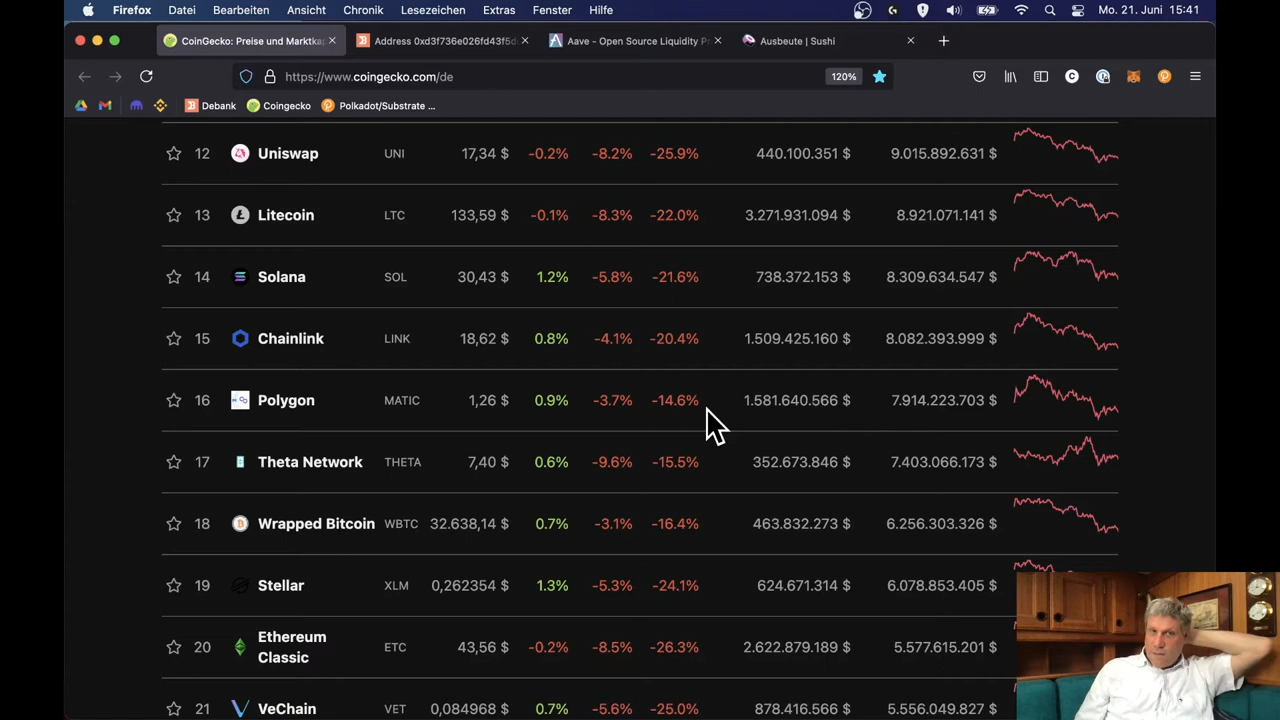 Firefox Datei Bearbeiten Ansicht Chronik Lesezeichen Extras Fenster Hilfe Mo. 21. Juni 15:41
CoinGecko: Preise und Marktka Address 0xd3f736e026fd43f5d Aave - Open Source Liquidity P Ausbeute | Sushi
https://www.coingecko.com/de 120%
Debank Coingecko Polkadot/Substrate ...
12 Uniswap UNI 17,34 $ -0.2% -8.2% -25.9% 440.100.351 $ 9.015.892.631 $
13 Litecoin LTC 133,59 $ -0.1% -8.3% -22.0% 3.271.931.094 $ 8.921.071.141 $
14 Solana SOL 30,43 $ 1.2% -5.8% -21.6% 738.372.153 $ 8.309.634.547 $
15 Chainlink LINK 18,62 $ 0.8% -4.1% -20.4% 1.509.425.160 $ 8.082.393.999 $
16 Polygon MATIC 1,26 $ 0.9% -3.7% -14.6% 1.581.640.566 $ 7.914.223.703 $
17 Theta Network THETA 7,40 $ 0.6% -9.6% -15.5% 352.673.846 $ 7.403.066.173 $
18 Wrapped Bitcoin WBTC 32.638,14 $ 0.7% -3.1% -16.4% 463.832.273 $ 6.256.303.326 $
19 Stellar XLM 0,262354 $ 1.3% -5.3% -24.1% 624.671.314 $ 6.078.853.405 $
20 Ethereum Classic ETC 43,56 $ -0.2% -8.5% -26.3% 2.622.879.189 $ 5.577.615.201 $
21 VeChain VET 0,084968 $ 0.7% -5.6% -25.0% 878.416.566 $ 5.556.049.827 $